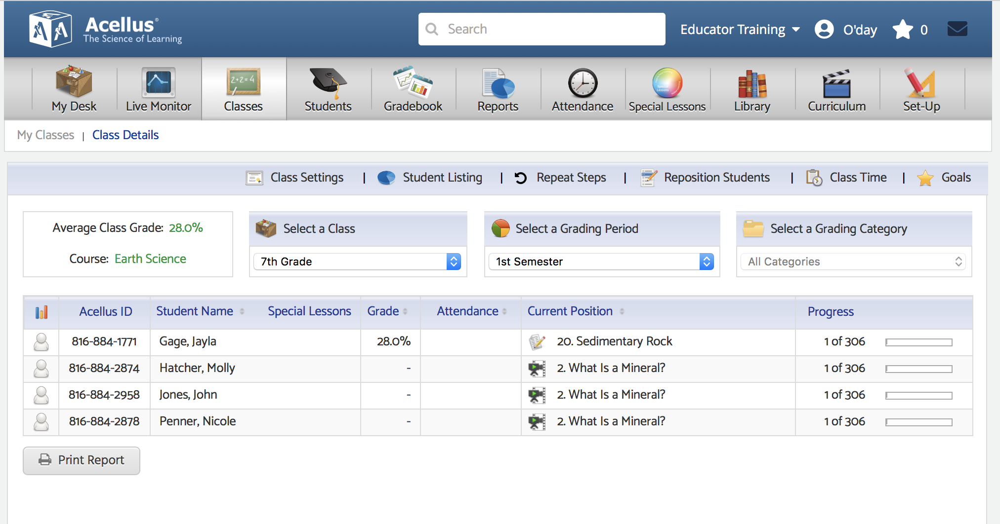 Acellus®
The Science of Learning
Search
Educator Training
O'day
0
My Desk
Live Monitor
2+2=4
Classes
Students
Gradebook
Reports
Attendance
Special Lessons
Library
Curriculum
Set-Up
My Classes | Class Details
Class Settings | Student Listing | Repeat Steps | Reposition Students | Class Time | Goals
Average Class Grade: 28.0%
Course: Earth Science
Select a Class
7th Grade
Select a Grading Period
1st Semester
Select a Grading Category
All Categories
Acellus ID Student Name Special Lessons Grade Attendance Current Position Progress
816-884-1771 Gage, Jayla 28.0% 20. Sedimentary Rock 1 of 306
816-884-2874 Hatcher, Molly - 2. What Is a Mineral? 1 of 306
816-884-2958 Jones, John - 2. What Is a Mineral? 1 of 306
816-884-2878 Penner, Nicole - 2. What Is a Mineral? 1 of 306
Print Report